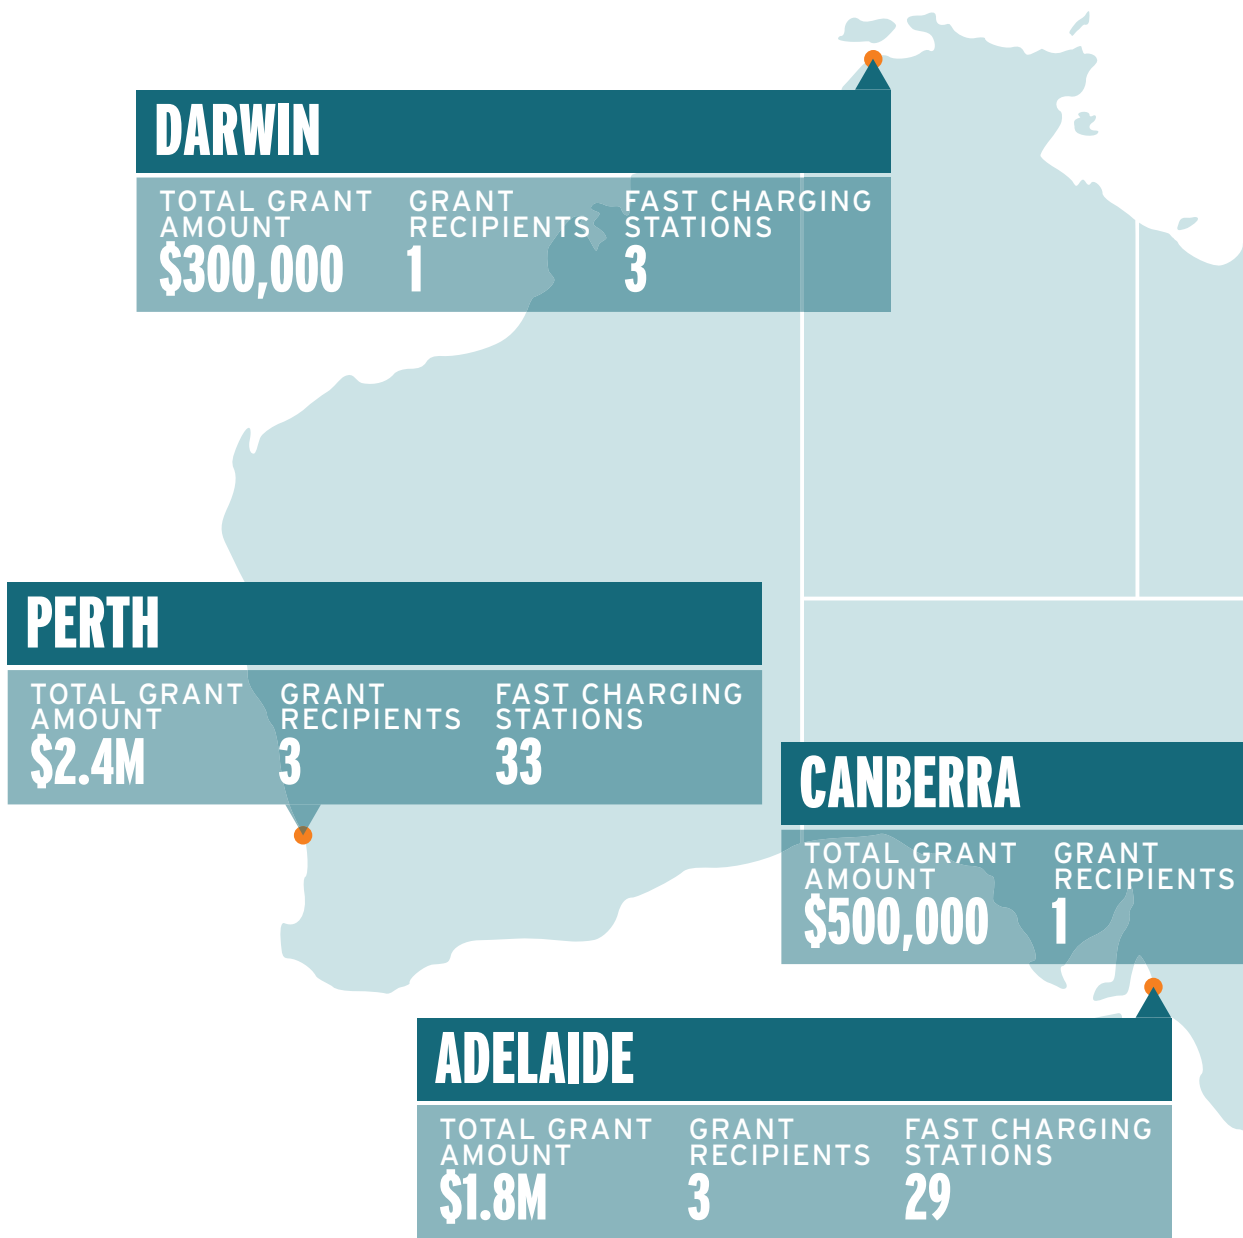 DARWIN
TOTAL GRANT AMOUNT
$300,000
GRANT RECIPIENTS
1
FAST CHARGING STATIONS
3
PERTH
TOTAL GRANT AMOUNT
$2.4M
GRANT RECIPIENTS
3
FAST CHARGING STATIONS
33
CANBERRA
TOTAL GRANT AMOUNT
$500,000
GRANT RECIPIENTS
1
ADELAIDE
TOTAL GRANT AMOUNT
$1.8M
GRANT RECIPIENTS
3
FAST CHARGING STATIONS
29